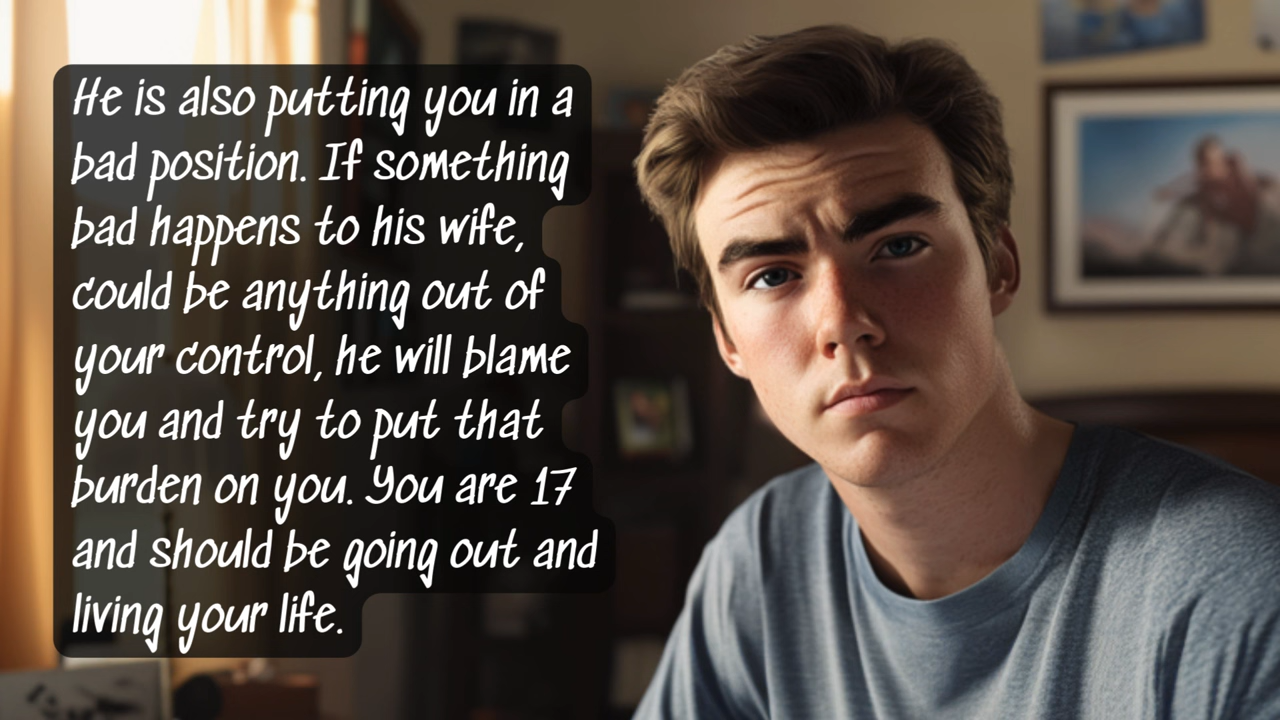 He is also putting you in a
bad position. If something
bad happens to his wife,
could be anything out of
your control, he will blame
you and try to put that
burden on you. You are 17
and should be going out and
living your life.